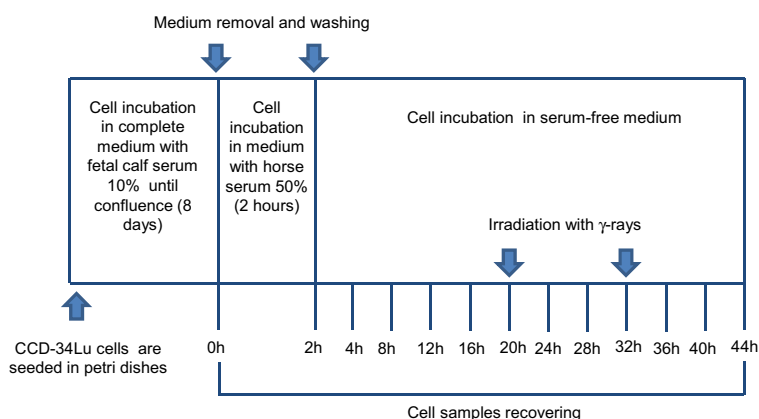 Medium removal and washing
Cell incubation
in complete
medium with
fetal calf serum
10% until
confluence (8
days)
Cell
incubation
in medium
with horse
serum 50%
(2 hours)
Cell incubation in serum-free medium
Irradiation with γ-rays
CCD-34Lu cells are
seeded in petri dishes
0h 2h 4h 8h 12h 16h 20h 24h 28h 32h 36h 40h 44h
Cell samples recovering